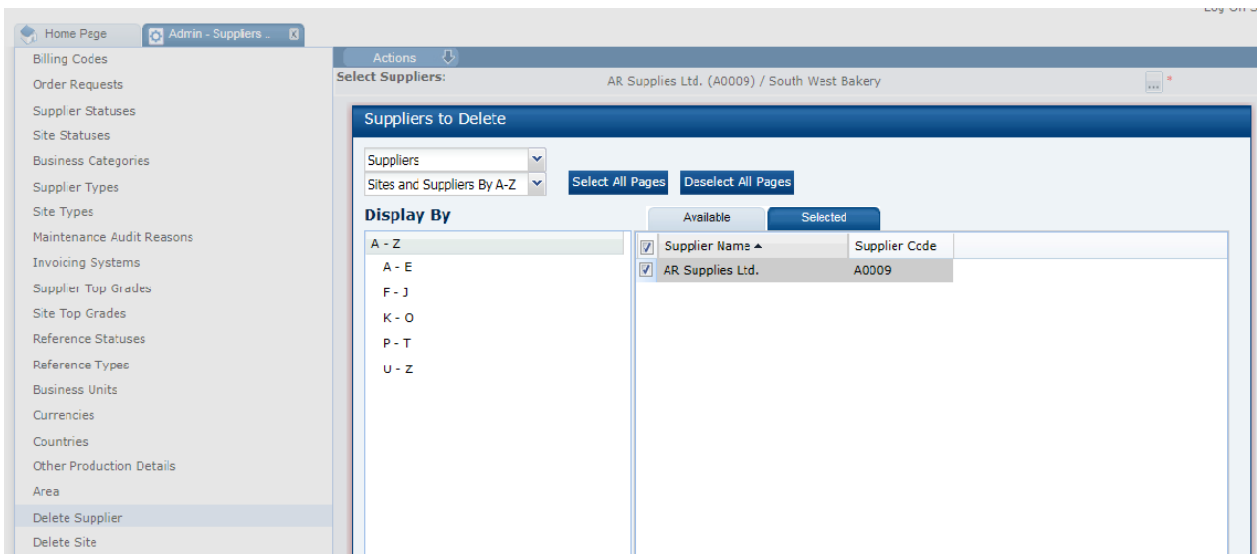 Home Page
Admin - Suppliers ..
Billing Codes
Order Requests
Supplier Statuses
Site Statuses
Business Categories
Supplier Types
Site Types
Maintenance Audit Reasons
Invoicing Systems
Supplier Top Grades
Site Top Grades
Reference Statuses
Reference Types
Business Units
Currencies
Countries
Other Production Details
Area
Delete Supplier
Delete Site
Actions
Select Suppliers: AR Supplies Ltd. (A0009) / South West Bakery ... *
Suppliers to Delete
Suppliers
Sites and Suppliers By A-Z Select All Pages Deselect All Pages
Display By
A - Z
A - E
F - J
K - O
P - T
U - Z
Available Selected
Supplier Name Supplier Code
AR Supplies Ltd. A0009